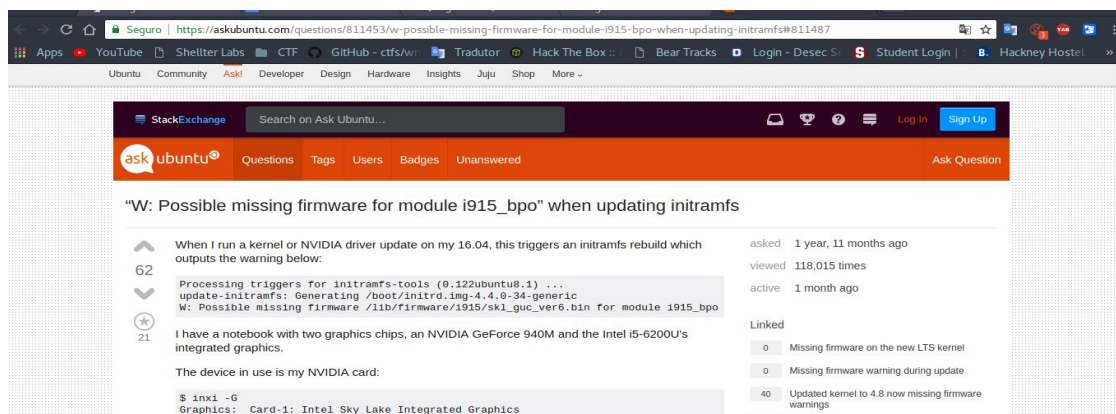 Seguro | https://askubuntu.com/questions/811453/w-possible-missing-firmware-for-module-i915-bpo-when-updating-initramfs#811487
Apps YouTube Shellter Labs CTF GitHub - ctfs/wr Tradutor Hack The Box :: Bear Tracks Login – Desec Student Login | Hackney Hostel »
Ubuntu Community Ask! Developer Design Hardware Insights Juju Shop More
StackExchange Search on Ask Ubuntu... Log In Sign Up
ask ubuntu Questions Tags Users Badges Unanswered Ask Question
“W: Possible missing firmware for module i915_bpo” when updating initramfs
When I run a kernel or NVIDIA driver update on my 16.04, this triggers an initramfs rebuild which
outputs the warning below:
62
Processing triggers for initramfs-tools (0.122ubuntu8.1) ...
update-initramfs: Generating /boot/initrd.img-4.4.0-34-generic
W: Possible missing firmware /lib/firmware/i915/skl_guc_ver6.bin for module i915_bpo
21
I have a notebook with two graphics chips, an NVIDIA GeForce 940M and the Intel i5-6200U's
integrated graphics.
The device in use is my NVIDIA card:
$ inxi -G
Graphics: Card-1: Intel Sky Lake Integrated Graphics
asked 1 year, 11 months ago
viewed 118,015 times
active 1 month ago
Linked
0 Missing firmware on the new LTS kernel
0 Missing firmware warning during update
40 Updated kernel to 4.8 now missing firmware
warnings